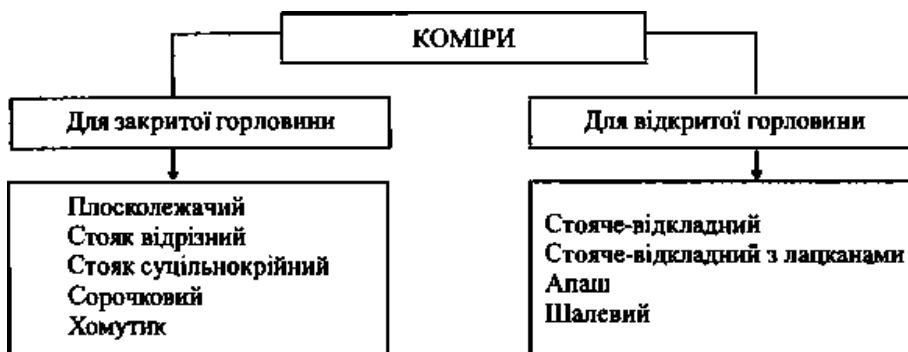 КОМІРИ
Для закритої горловини
Для відкритої горловини
Плосколежачий
Стояк відрізний
Стояк суцільнокрійний
Сорочковий
Хомутик
Стояче-відкладний
Стояче-відкладний з лацканами
Апаш
Шалевий